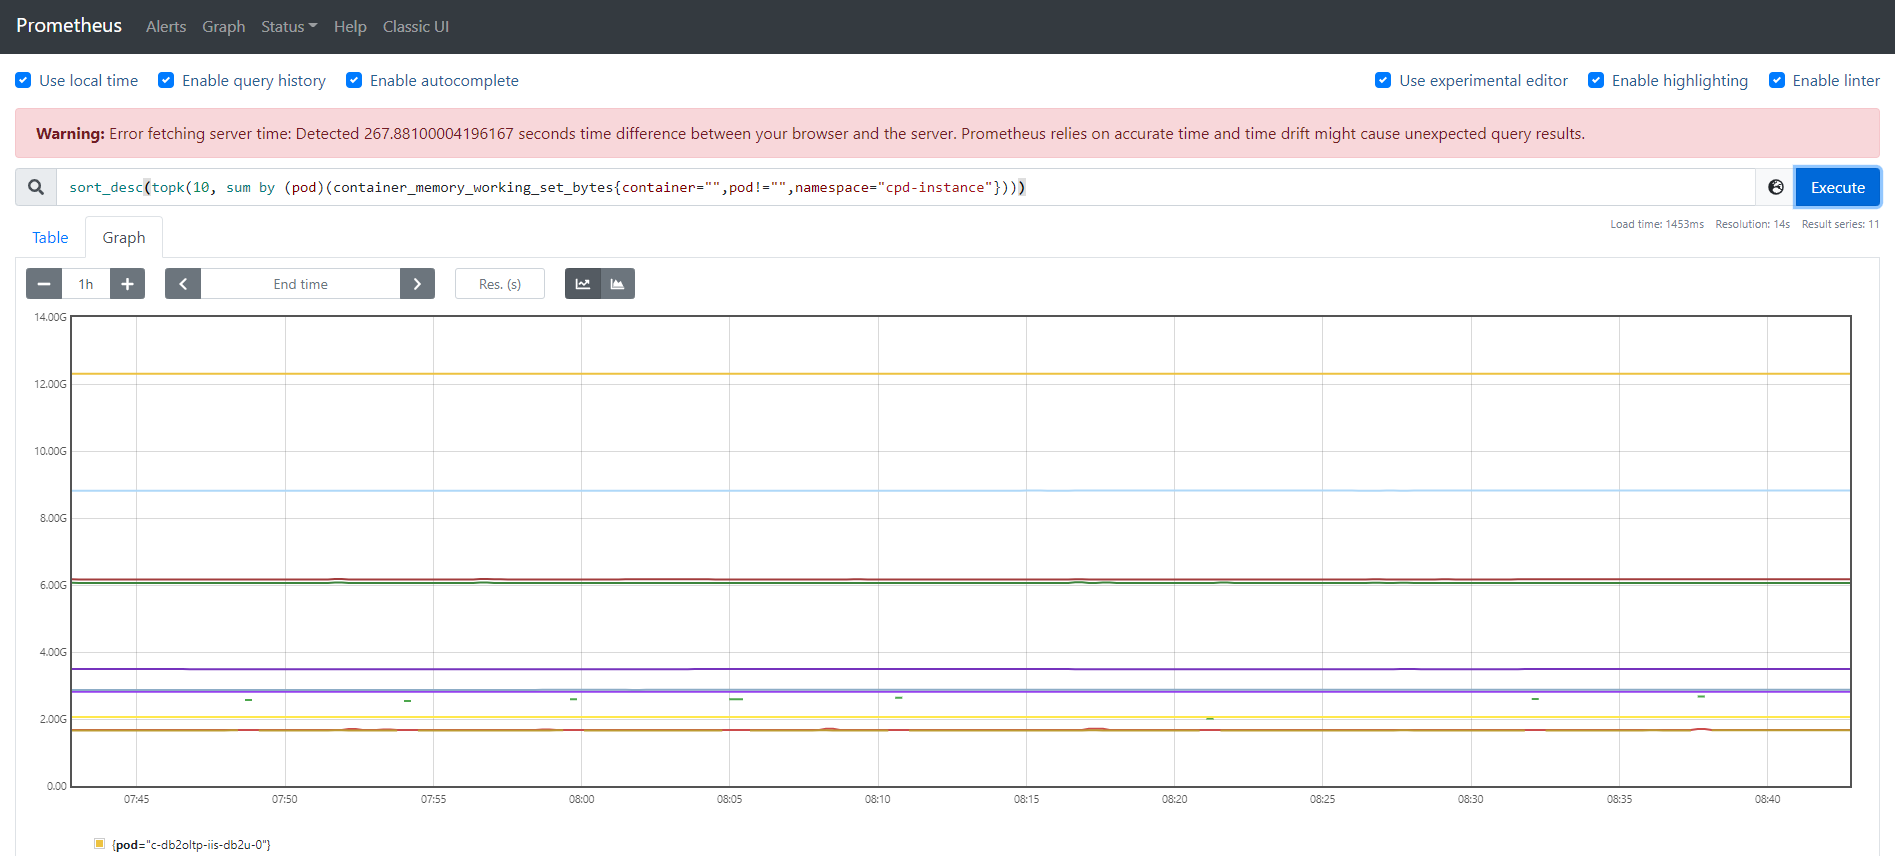 Prometheus Alerts Graph Status Help Classic UI
Use local time Enable query history Enable autocomplete Use experimental editor Enable highlighting Enable linter
Warning: Error fetching server time: Detected 267.88100004196167 seconds time difference between your browser and the server. Prometheus relies on accurate time and time drift might cause unexpected query results.
sort_desc(topk(10, sum by (pod)(container_memory_working_set_bytes{container="",pod!="",namespace="cpd-instance"}))) Execute
Load time: 1453ms Resolution: 14s Result series: 11
Table Graph
1h End time Res. (s)
14.00G
12.00G
10.00G
8.00G
6.00G
4.00G
2.00G
0.00
07:45 07:50 07:55 08:00 08:05 08:10 08:15 08:20 08:25 08:30 08:35 08:40
{pod="c-db2oltp-iis-db2u-0"}